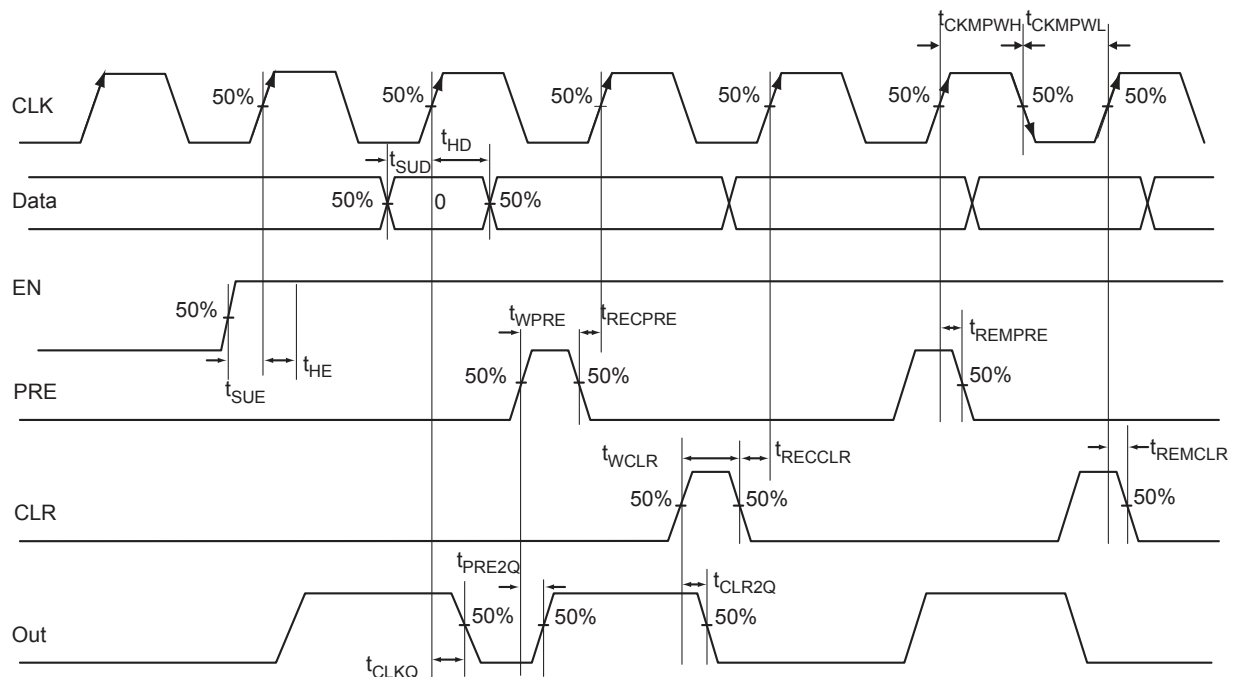 tCKMPWH tCKMPWL
CLK 50% 50% 50% 50% 50% 50% 50%
tSUD tHD
Data 50% 0 50%
EN 50%
tSUE tHE
tWPRE tRECPRE tREMPRE
PRE 50% 50% 50%
tWCLR tRECCLR tREMCLR
CLR 50% 50% 50%
tPRE2Q tCLR2Q
Out 50% 50% 50%
tCLKQ